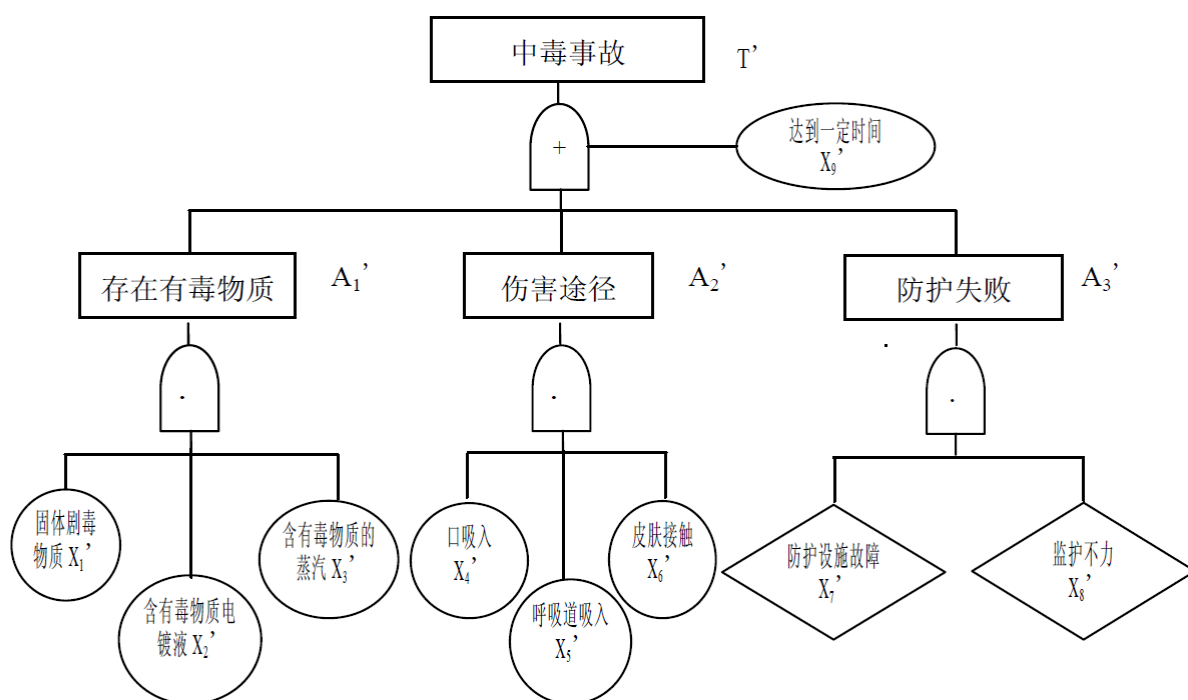 中毒事故
T’
+
达到一定时间
X9’
存在有毒物质
A1’
伤害途径
A2’
防护失败
A3’
.
.
.
.
固体剧毒
物质 X1’
含有毒物质电
镀液 X2’
含有毒物质的
蒸汽 X3’
口吸入
X4’
呼吸道吸入
X5’
皮肤接触
X6’
防护设施故障
X7’
监护不力
X8’